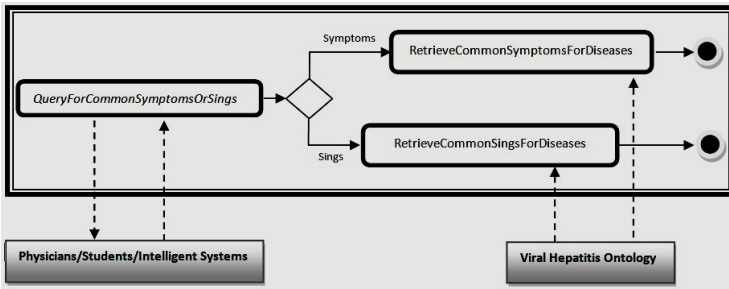 Symptoms
RetrieveCommonSymptomsForDiseases
QueryForCommonSymptomsOrSings
Sings
RetrieveCommonSingsForDiseases
Physicians/Students/Intelligent Systems
Viral Hepatitis Ontology